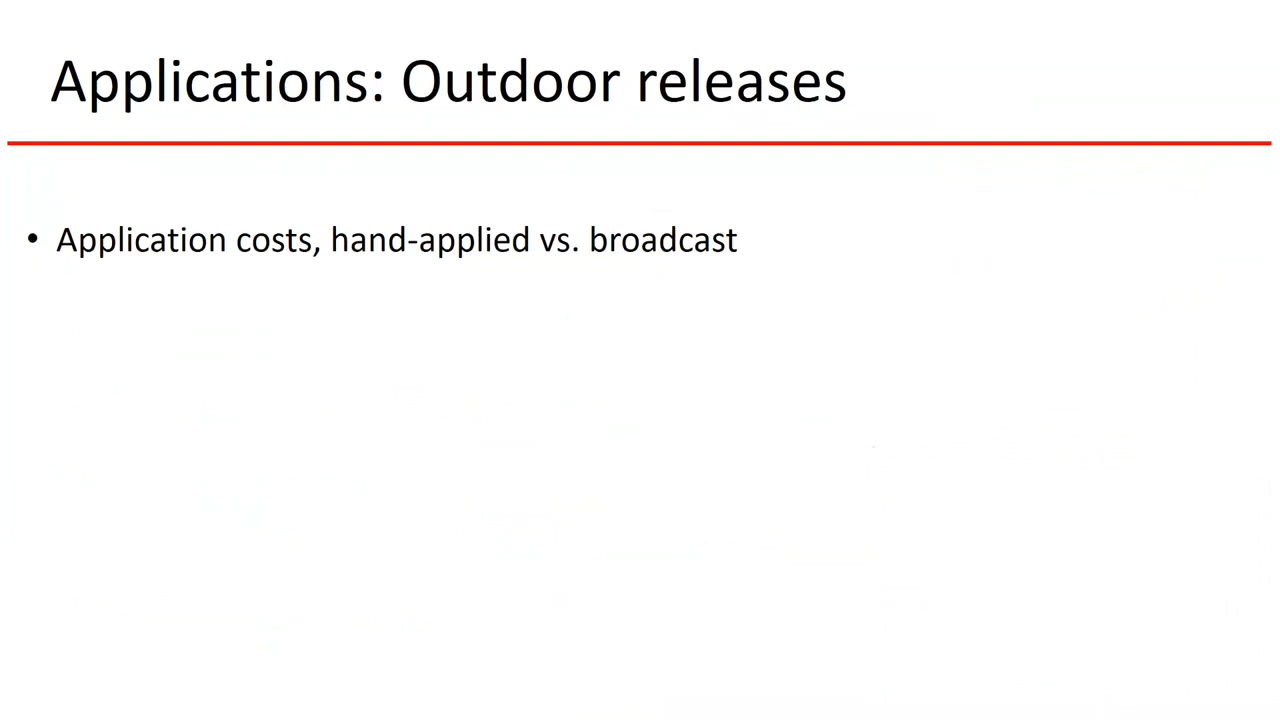 Applications: Outdoor releases
• Application costs, hand-applied vs. broadcast